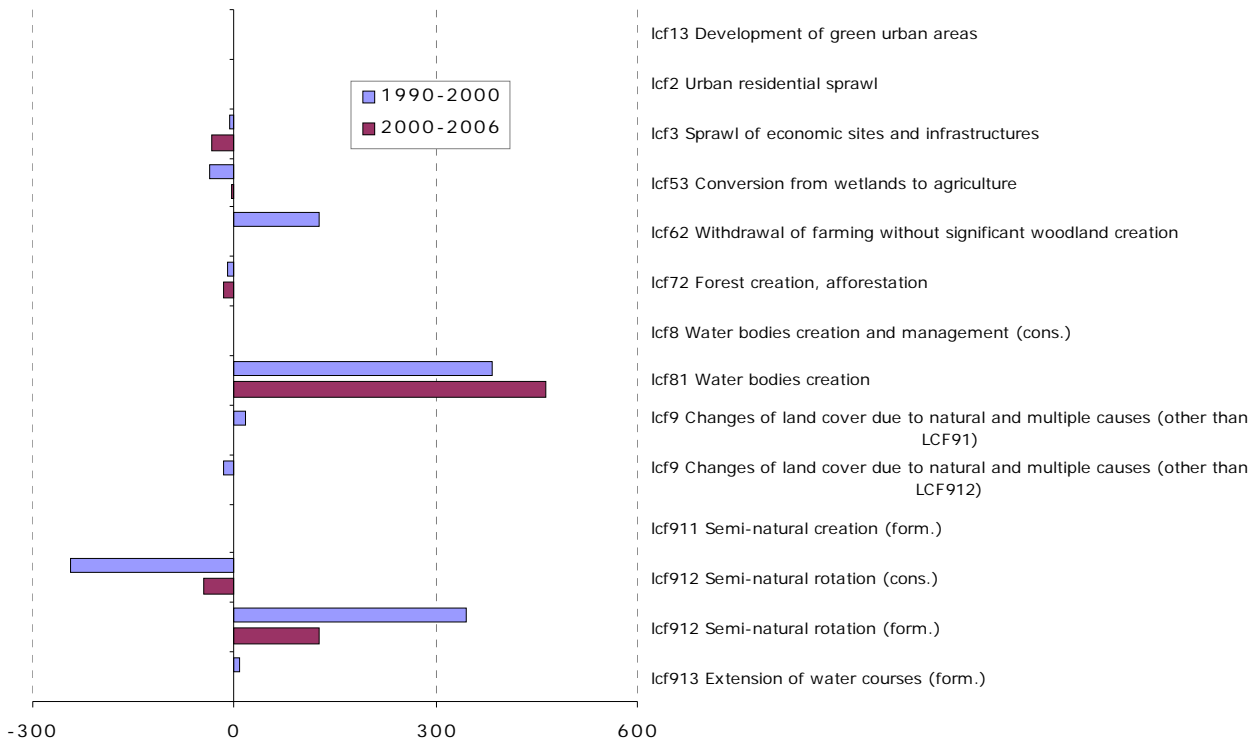 lcf13 Development of green urban areas
lcf2 Urban residential sprawl
1990-2000
2000-2006
lcf3 Sprawl of economic sites and infrastructures
lcf53 Conversion from wetlands to agriculture
lcf62 Withdrawal of farming without significant woodland creation
lcf72 Forest creation, afforestation
lcf8 Water bodies creation and management (cons.)
lcf81 Water bodies creation
lcf9 Changes of land cover due to natural and multiple causes (other than
LCF91)
lcf9 Changes of land cover due to natural and multiple causes (other than
LCF912)
lcf911 Semi-natural creation (form.)
lcf912 Semi-natural rotation (cons.)
lcf912 Semi-natural rotation (form.)
lcf913 Extension of water courses (form.)
-300 0 300 600